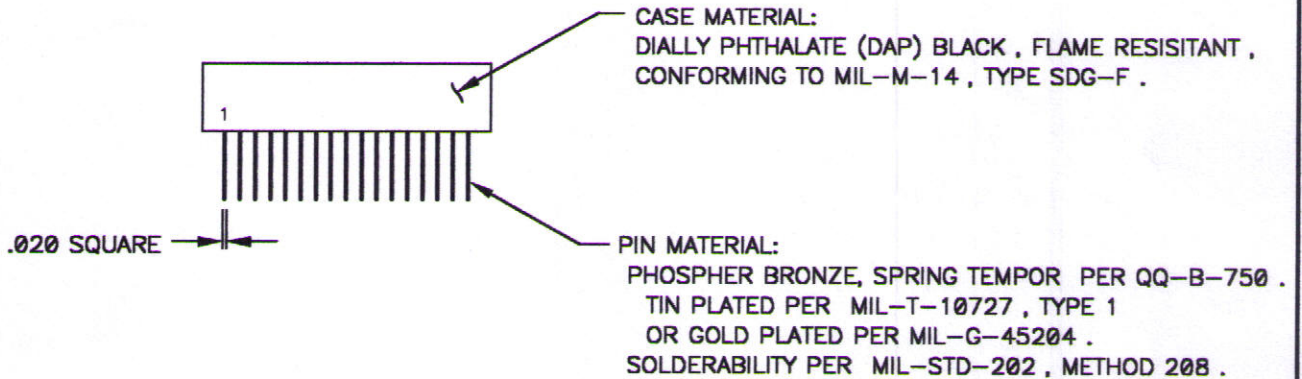 CASE MATERIAL:
DIALLY PHTHALATE (DAP) BLACK , FLAME RESISITANT ,
CONFORMING TO MIL-M-14 , TYPE SDG-F .
1
.020 SQUARE
PIN MATERIAL:
PHOSPHER BRONZE, SPRING TEMPOR PER QQ-B-750 .
TIN PLATED PER MIL-T-10727 , TYPE 1
OR GOLD PLATED PER MIL-G-45204 .
SOLDERABILITY PER MIL-STD-202 , METHOD 208 .